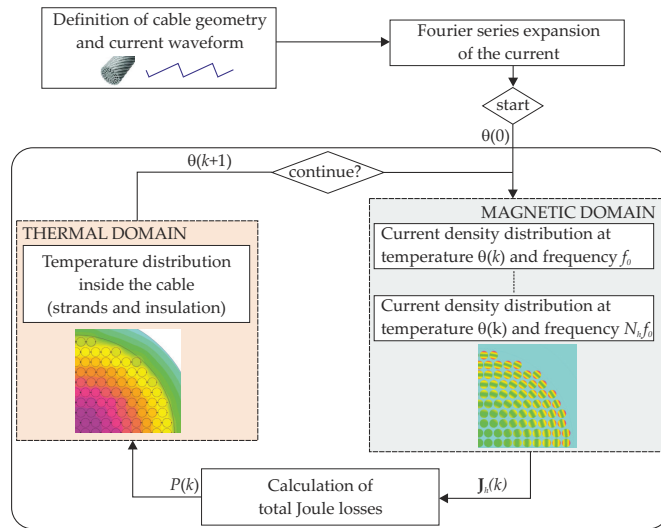 Definition of cable geometry
and current waveform
Fourier series expansion
of the current
start
θ(0)
θ(k+1)
continue?
THERMAL DOMAIN
Temperature distribution
inside the cable
(strands and insulation)
MAGNETIC DOMAIN
Current density distribution at
temperature θ(k) and frequency f₀
Current density distribution at
temperature θ(k) and frequency Nₕf₀
P(k)
Calculation of
total Joule losses
Jₕ(k)